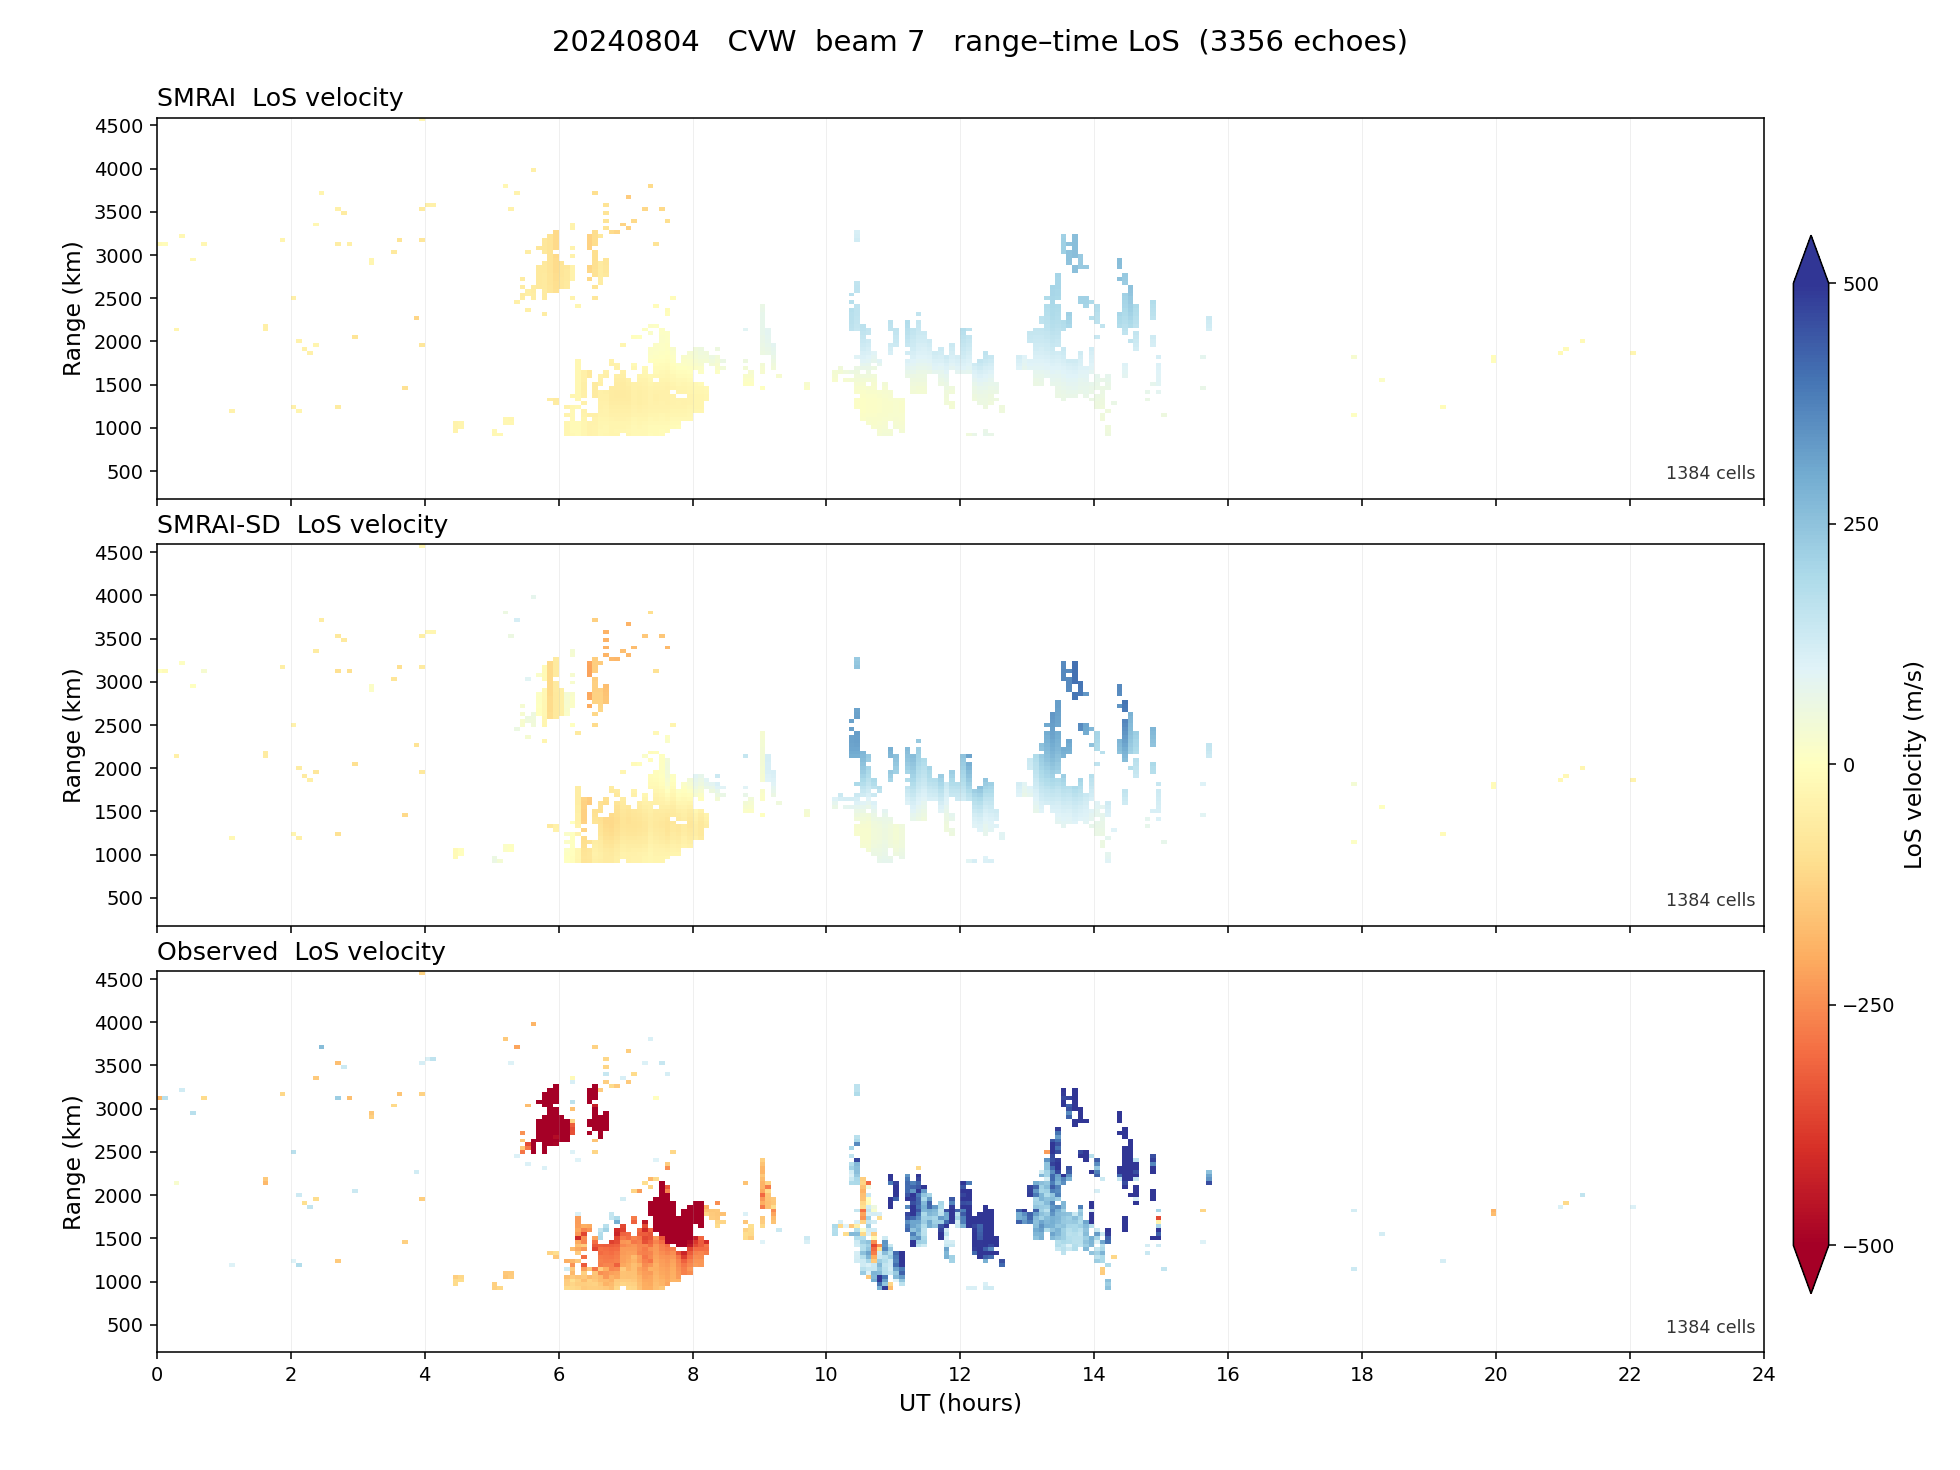 20240804   CVW  beam 7   range–time LoS  (3356 echoes)
SMRAI  LoS velocity
4500
4000
3500
3000
2500
2000
1500
1000
500
Range (km)
1384 cells
SMRAI-SD  LoS velocity
4500
4000
3500
3000
2500
2000
1500
1000
500
Range (km)
1384 cells
Observed  LoS velocity
4500
4000
3500
3000
2500
2000
1500
1000
500
Range (km)
1384 cells
0 2 4 6 8 10 12 14 16 18 20 22 24
UT (hours)
500
250
0
−250
−500
LoS velocity (m/s)